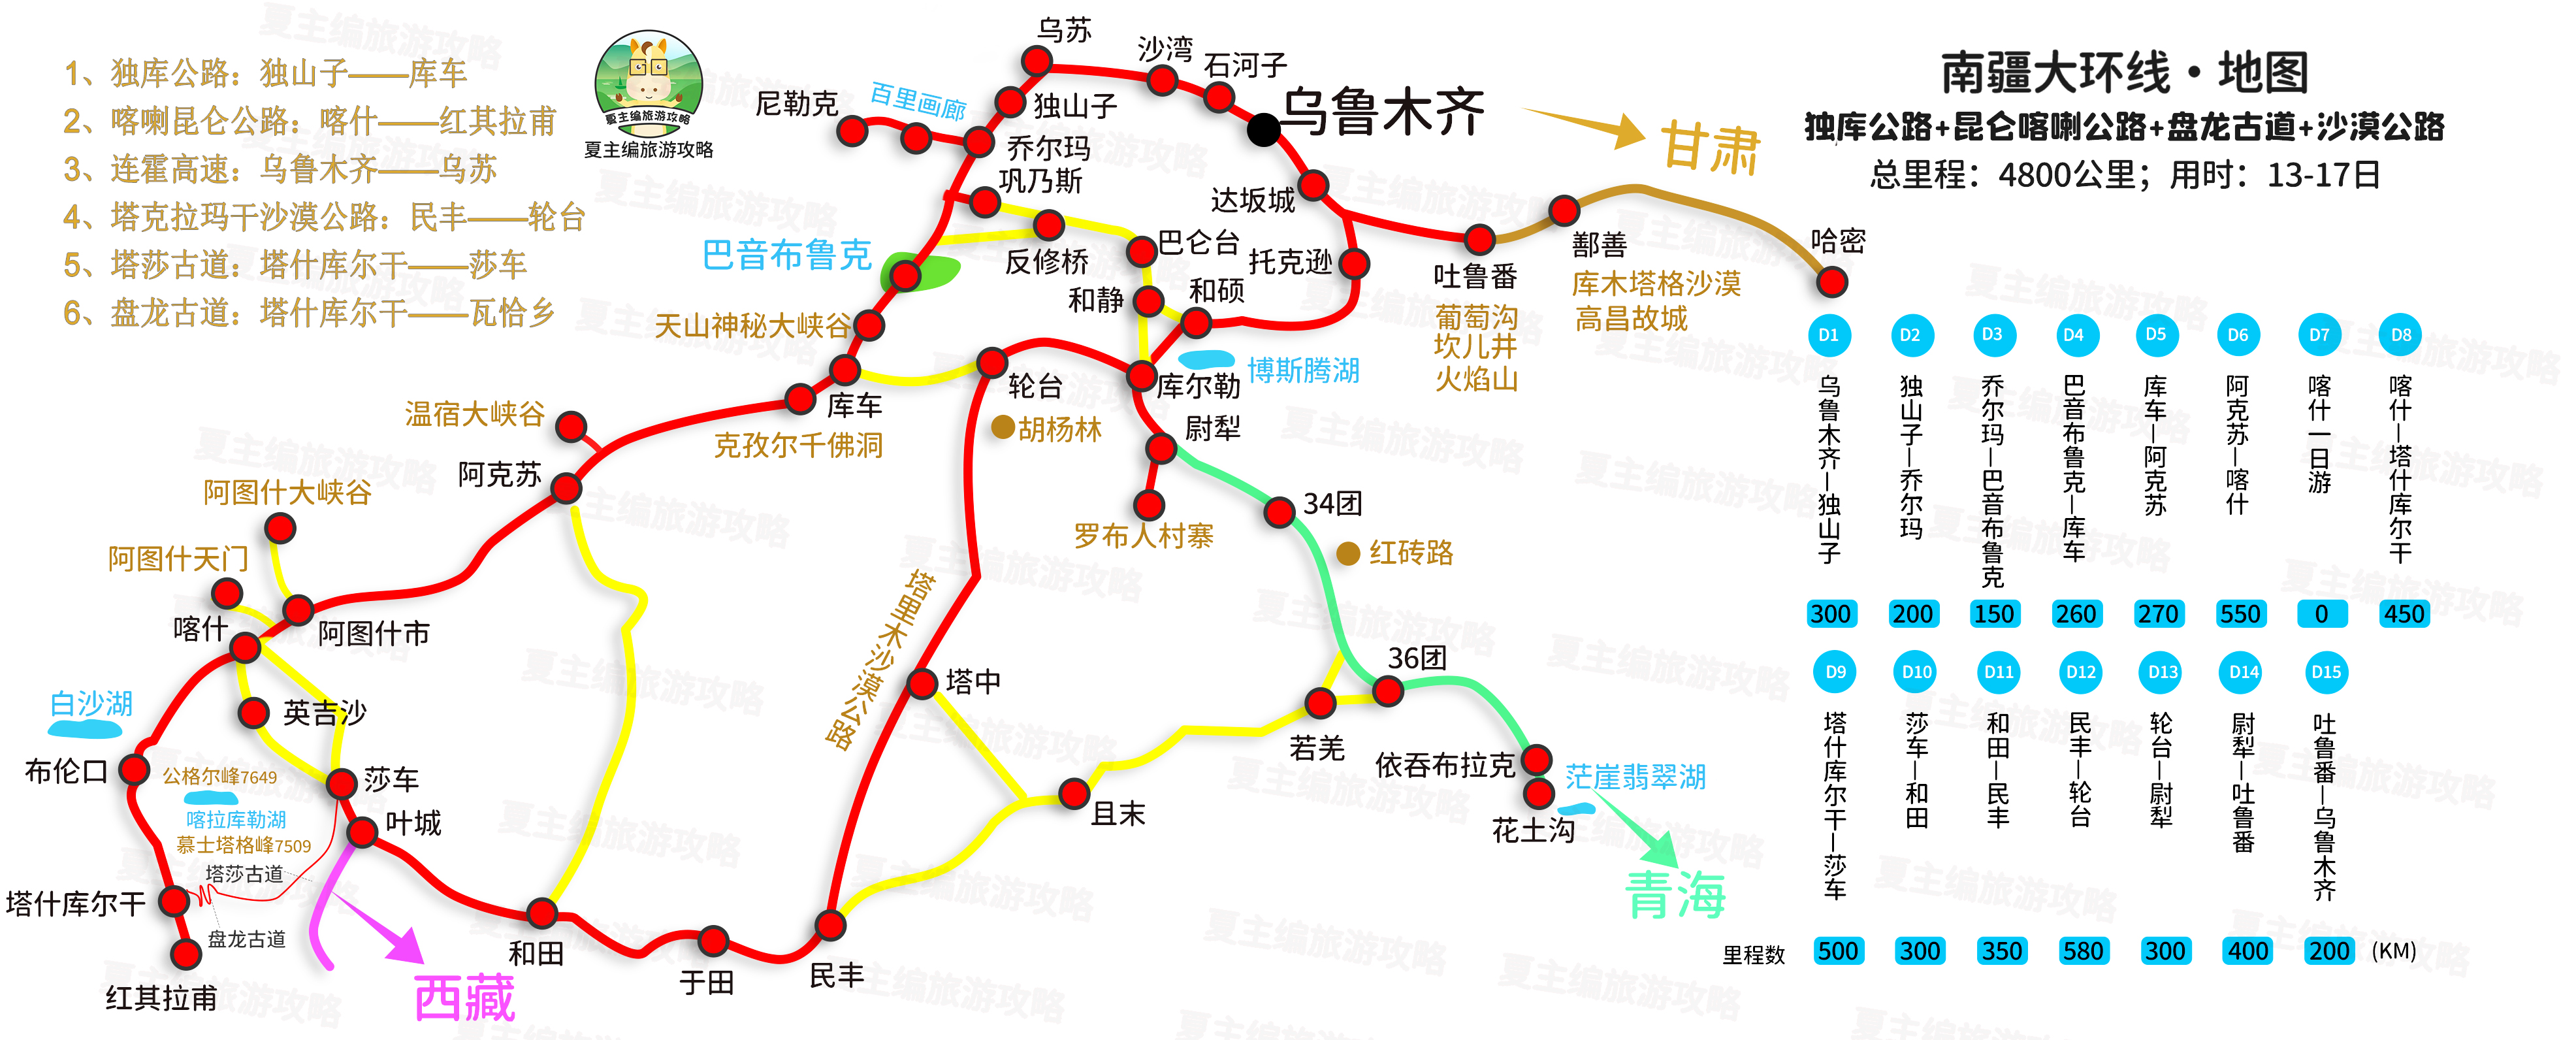 1、独库公路：独山子——库车
2、喀喇昆仑公路：喀什——红其拉甫
3、连霍高速：乌鲁木齐——乌苏
4、塔克拉玛干沙漠公路：民丰——轮台
5、塔莎古道：塔什库尔干——莎车
6、盘龙古道：塔什库尔干——瓦恰乡
夏主编旅游攻略
夏主编旅游攻略
南疆大环线·地图
独库公路+昆仑喀喇公路+盘龙古道+沙漠公路
总里程：4800公里；用时：13-17日
乌苏
沙湾
石河子
乌鲁木齐
甘肃
尼勒克
百里画廊
独山子
乔尔玛
巩乃斯
达坂城
鄯善
哈密
巴音布鲁克
反修桥
巴仑台
托克逊
吐鲁番
库木塔格沙漠
高昌故城
葡萄沟
坎儿井
火焰山
和静
和硕
天山神秘大峡谷
博斯腾湖
轮台
库尔勒
库车
温宿大峡谷
克孜尔千佛洞
胡杨林
尉犁
阿克苏
阿图什大峡谷
34团
罗布人村寨
红砖路
阿图什天门
喀什
阿图什市
塔里木沙漠公路
36团
塔中
白沙湖
英吉沙
若羌
布伦口
公格尔峰7649
莎车
依吞布拉克
茫崖翡翠湖
喀拉库勒湖
叶城
且末
花土沟
慕士塔格峰7509
塔莎古道
青海
塔什库尔干
盘龙古道
和田
于田
民丰
红其拉甫
西藏
D1
D2
D3
D4
D5
D6
D7
D8
乌鲁木齐—独山子
独山子—乔尔玛
乔尔玛—巴音布鲁克
巴音布鲁克—库车
库车—阿克苏
阿克苏—喀什
喀什一日游
喀什—塔什库尔干
300
200
150
260
270
550
0
450
D9
D10
D11
D12
D13
D14
D15
塔什库尔干—莎车
莎车—和田
和田—民丰
民丰—轮台
轮台—尉犁
尉犁—吐鲁番
吐鲁番—乌鲁木齐
里程数
500
300
350
580
300
400
200
(KM)